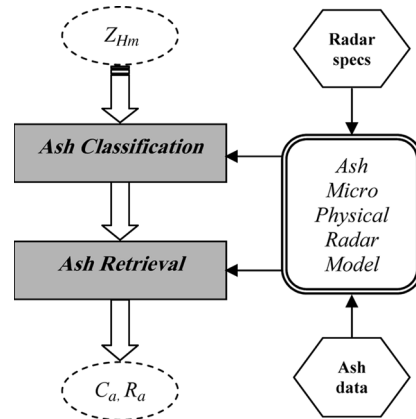 Z_Hm
Radar
specs
Ash Classification
Ash
Micro
Physical
Radar
Model
Ash Retrieval
C_a, R_a
Ash
data